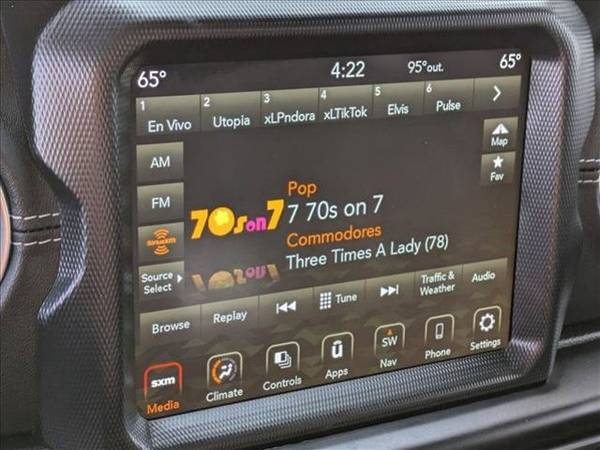 65° 4:22 95°out. 65°
1 En Vivo 2 Utopia 3 xLPndora 4 xLTikTok 5 Elvis 6 Pulse
AM
Map
FM
Fav
SiriusXM
Source
Select
70s on 7
Pop
7 70s on 7
Commodores
Three Times A Lady (78)
Browse Replay Tune Traffic & Weather Audio
sxm SW
Media Climate Controls Apps Nav Phone Settings